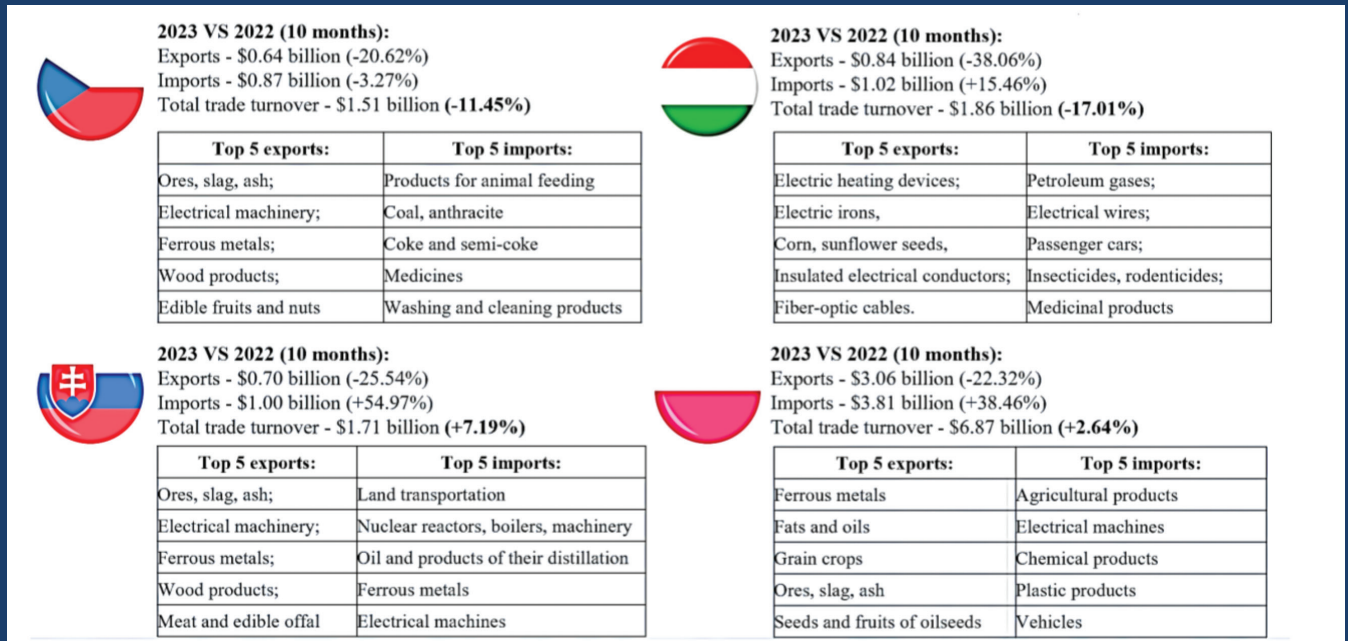 2023 VS 2022 (10 months):
Exports - $0.64 billion (-20.62%)
Imports - $0.87 billion (-3.27%)
Total trade turnover - $1.51 billion (-11.45%)
Top 5 exports: Top 5 imports:
Ores, slag, ash; Products for animal feeding
Electrical machinery; Coal, anthracite
Ferrous metals; Coke and semi-coke
Wood products; Medicines
Edible fruits and nuts Washing and cleaning products
2023 VS 2022 (10 months):
Exports - $0.84 billion (-38.06%)
Imports - $1.02 billion (+15.46%)
Total trade turnover - $1.86 billion (-17.01%)
Top 5 exports: Top 5 imports:
Electric heating devices; Petroleum gases;
Electric irons, Electrical wires;
Corn, sunflower seeds, Passenger cars;
Insulated electrical conductors; Insecticides, rodenticides;
Fiber-optic cables. Medicinal products
2023 VS 2022 (10 months):
Exports - $0.70 billion (-25.54%)
Imports - $1.00 billion (+54.97%)
Total trade turnover - $1.71 billion (+7.19%)
Top 5 exports: Top 5 imports:
Ores, slag, ash; Land transportation
Electrical machinery; Nuclear reactors, boilers, machinery
Ferrous metals; Oil and products of their distillation
Wood products; Ferrous metals
Meat and edible offal Electrical machines
2023 VS 2022 (10 months):
Exports - $3.06 billion (-22.32%)
Imports - $3.81 billion (+38.46%)
Total trade turnover - $6.87 billion (+2.64%)
Top 5 exports: Top 5 imports:
Ferrous metals Agricultural products
Fats and oils Electrical machines
Grain crops Chemical products
Ores, slag, ash Plastic products
Seeds and fruits of oilseeds Vehicles